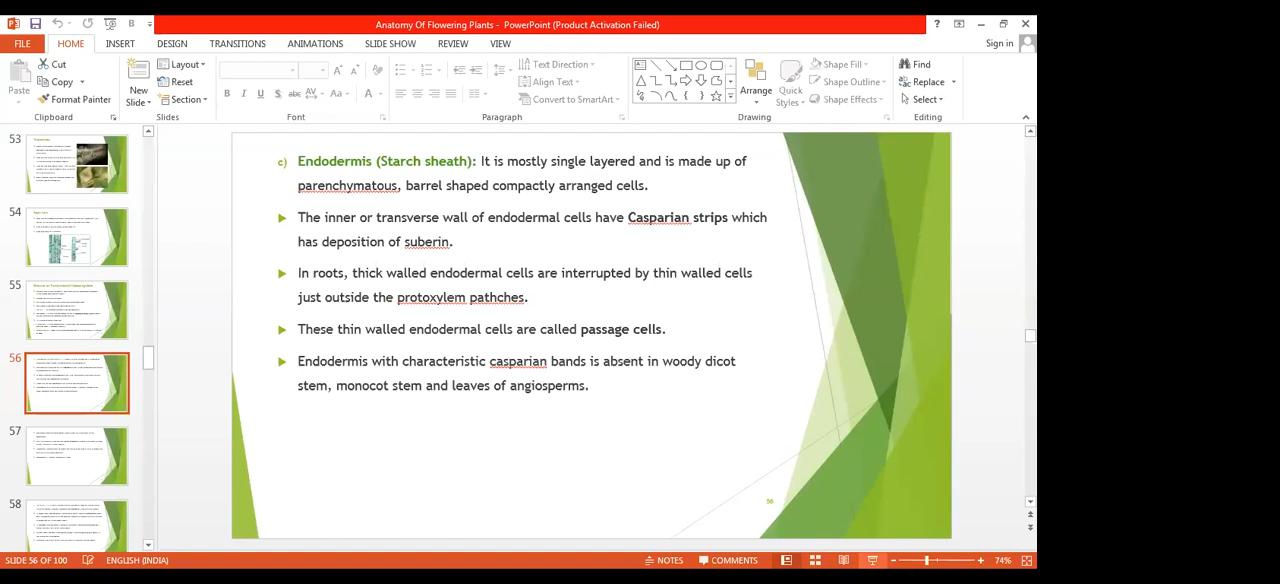 Anatomy Of Flowering Plants - PowerPoint (Product Activation Failed)
FILE HOME INSERT DESIGN TRANSITIONS ANIMATIONS SLIDE SHOW REVIEW VIEW Sign in
Paste
Cut
Copy
Format Painter
Clipboard
New Slide
Layout
Reset
Section
Slides
B I U S abc AV Aa A
Font
Text Direction
Align Text
Convert to SmartArt
Paragraph
Arrange
Quick Styles
Shape Fill
Shape Outline
Shape Effects
Drawing
Find
Replace
Select
Editing
53
54
55
56
57
58
c) Endodermis (Starch sheath): It is mostly single layered and is made up of
parenchymatous, barrel shaped compactly arranged cells.
The inner or transverse wall of endodermal cells have Casparian strips which
has deposition of suberin.
In roots, thick walled endodermal cells are interrupted by thin walled cells
just outside the protoxylem pathches.
These thin walled endodermal cells are called passage cells.
Endodermis with characteristic casparian bands is absent in woody dicot
stem, monocot stem and leaves of angiosperms.
56
SLIDE 56 OF 100 ENGLISH (INDIA) NOTES COMMENTS 74%